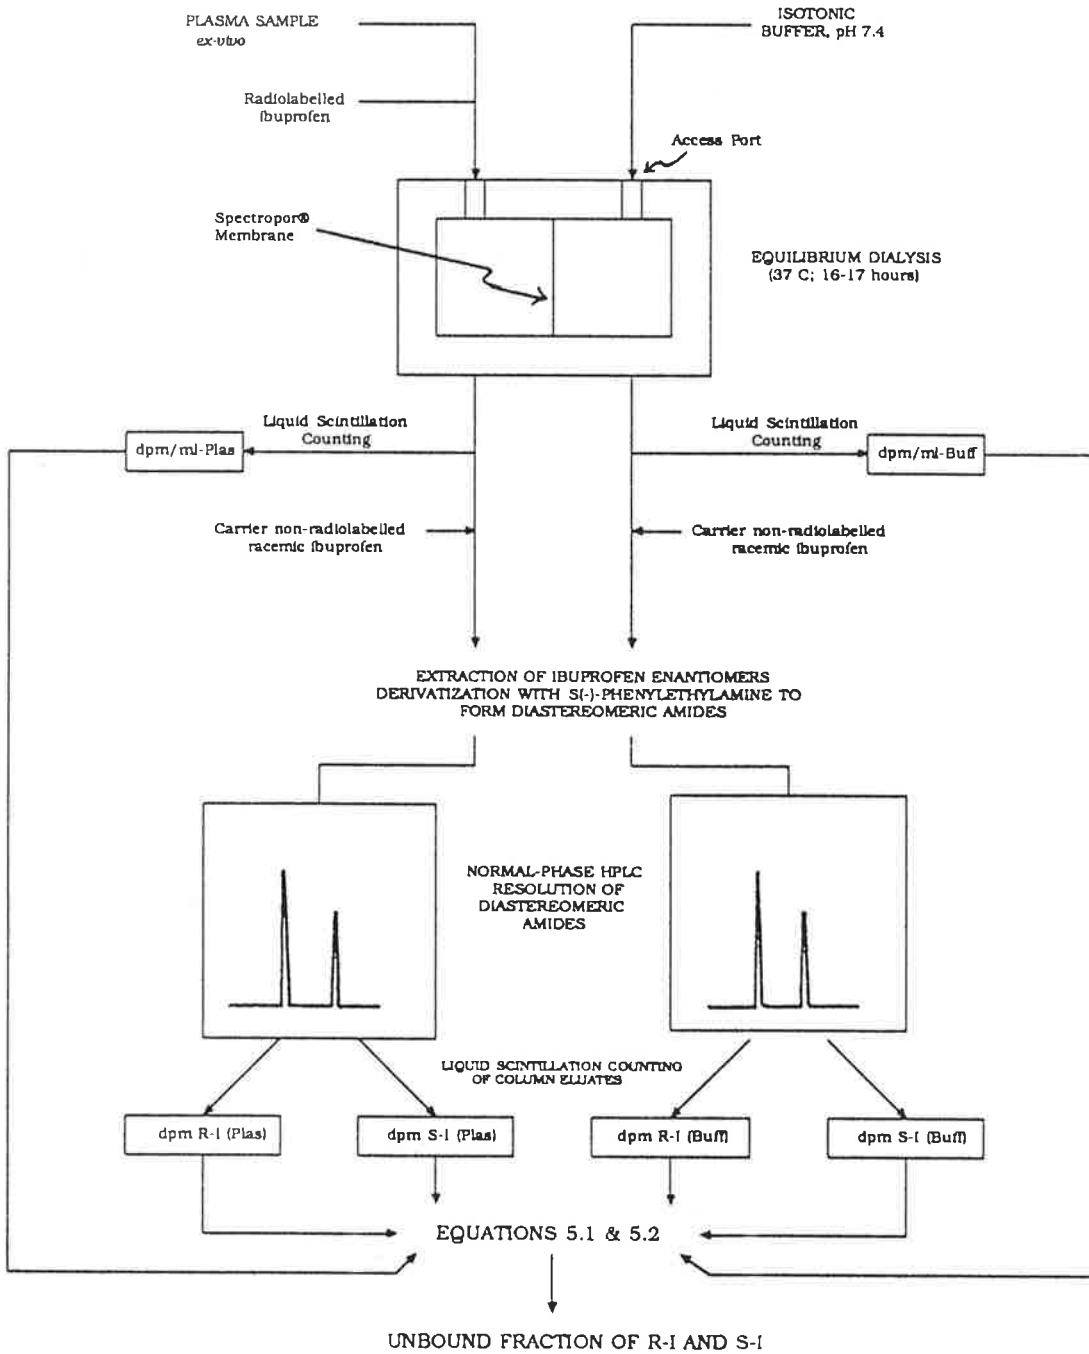 PLASMA SAMPLE
ex-vivo
ISOTONIC
BUFFER, pH 7.4
Radiolabelled
Ibuprofen
Access Port
Spectropor®
Membrane
EQUILIBRIUM DIALYSIS
(37 C; 16-17 hours)
Liquid Scintillation
Counting
dpm/ml-Plas
Liquid Scintillation
Counting
dpm/ml-Buff
Carrier non-radiolabelled
racemic Ibuprofen
Carrier non-radiolabelled
racemic Ibuprofen
EXTRACTION OF IBUPROFEN ENANTIOMERS
DERIVATIZATION WITH S(-)-PHENYLETHYLAMINE TO
FORM DIASTEREOMERIC AMIDES
NORMAL-PHASE HPLC
RESOLUTION OF
DIASTEREOMERIC
AMIDES
LIQUID SCINTILLATION COUNTING
OF COLUMN ELUATES
dpm R-I (Plas)
dpm S-I (Plas)
dpm R-I (Buff)
dpm S-I (Buff)
EQUATIONS 5.1 & 5.2
UNBOUND FRACTION OF R-I AND S-I